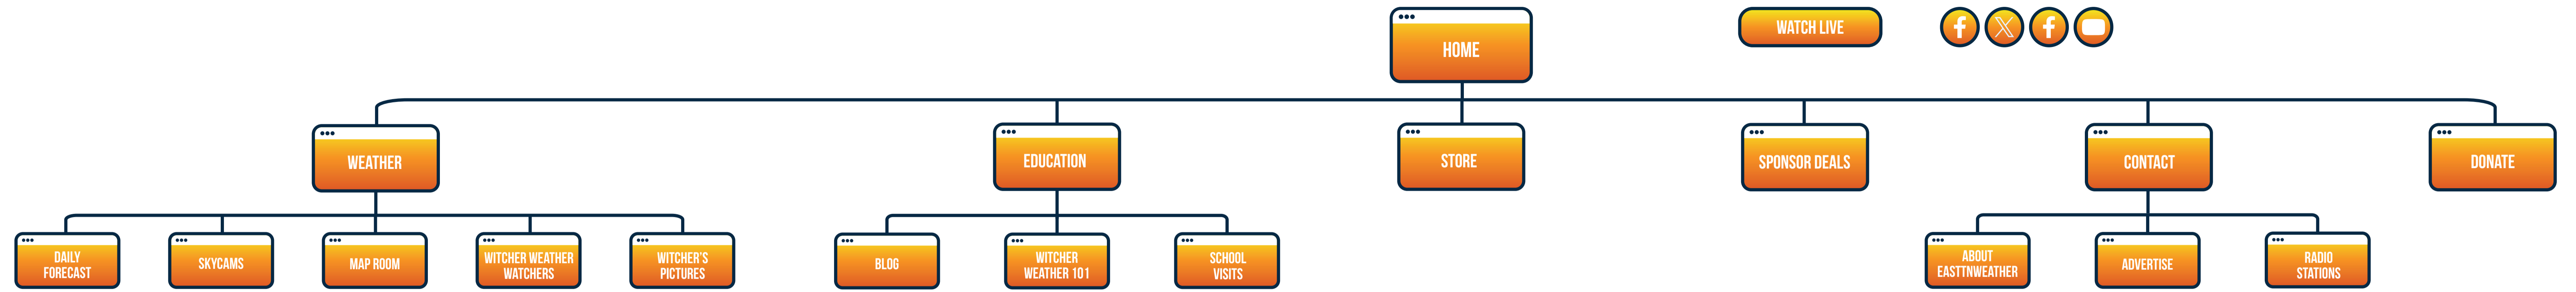 HOME
WATCH LIVE
WEATHER
EDUCATION
STORE
SPONSOR DEALS
CONTACT
DONATE
DAILY
FORECAST
SKYCAMS
MAP ROOM
WITCHER WEATHER
WATCHERS
WITCHER'S
PICTURES
BLOG
WITCHER
WEATHER 101
SCHOOL
VISITS
ABOUT
EASTTNWEATHER
ADVERTISE
RADIO
STATIONS